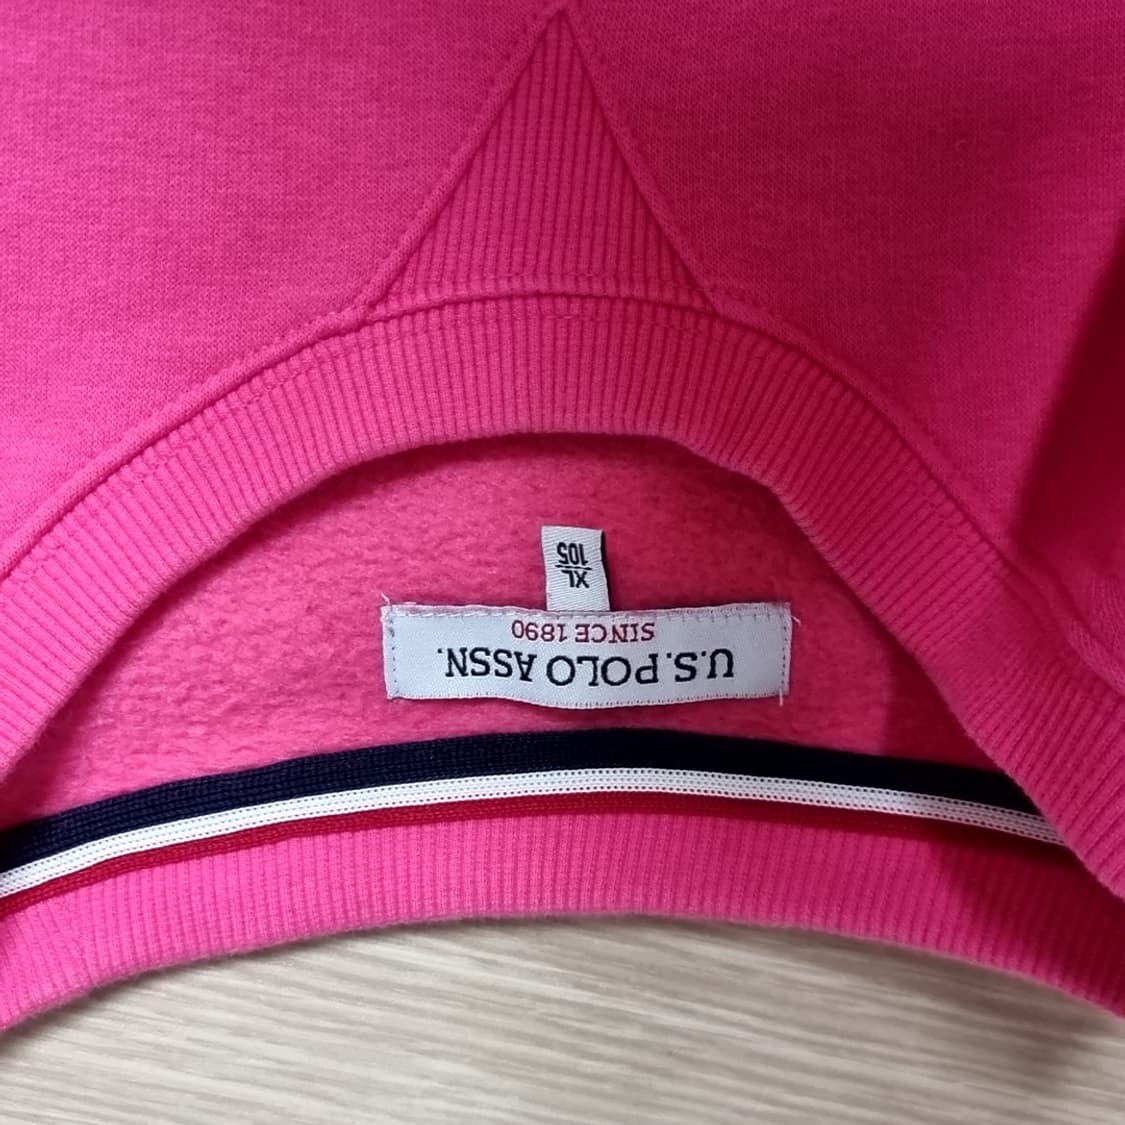 U.S. POLO ASSN.
SINCE 1890
XL
105